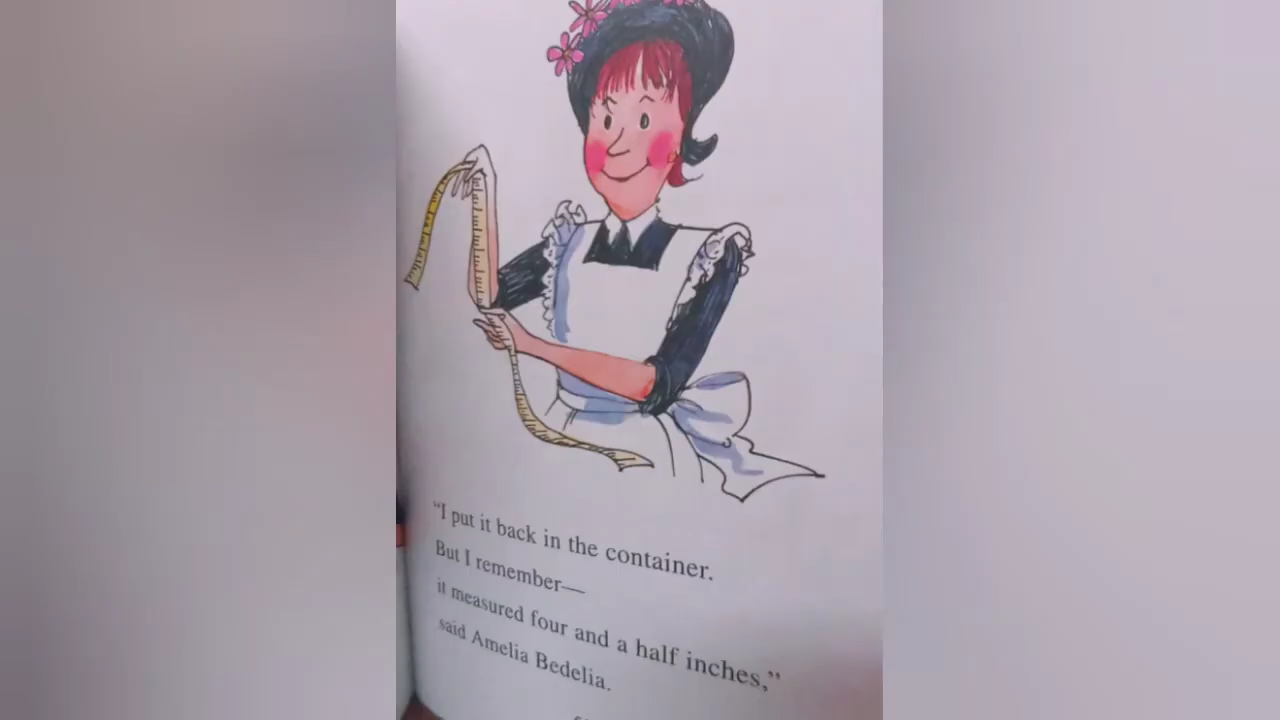 “I put it back in the container.
But I remember—
it measured four and a half inches,”
said Amelia Bedelia.